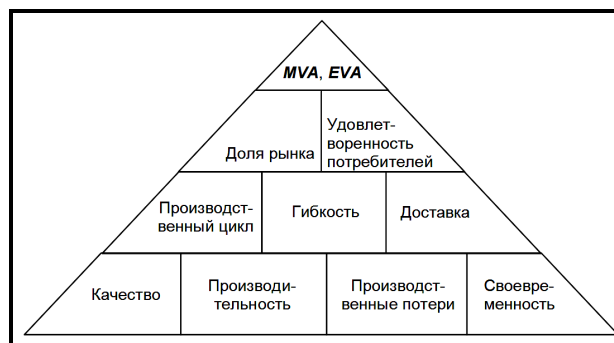 MVA, EVA
Доля рынка
Удовлет-
воренность
потребителей
Производст-
венный цикл
Гибкость
Доставка
Качество
Производи-
тельность
Производст-
венные потери
Своевре-
менность